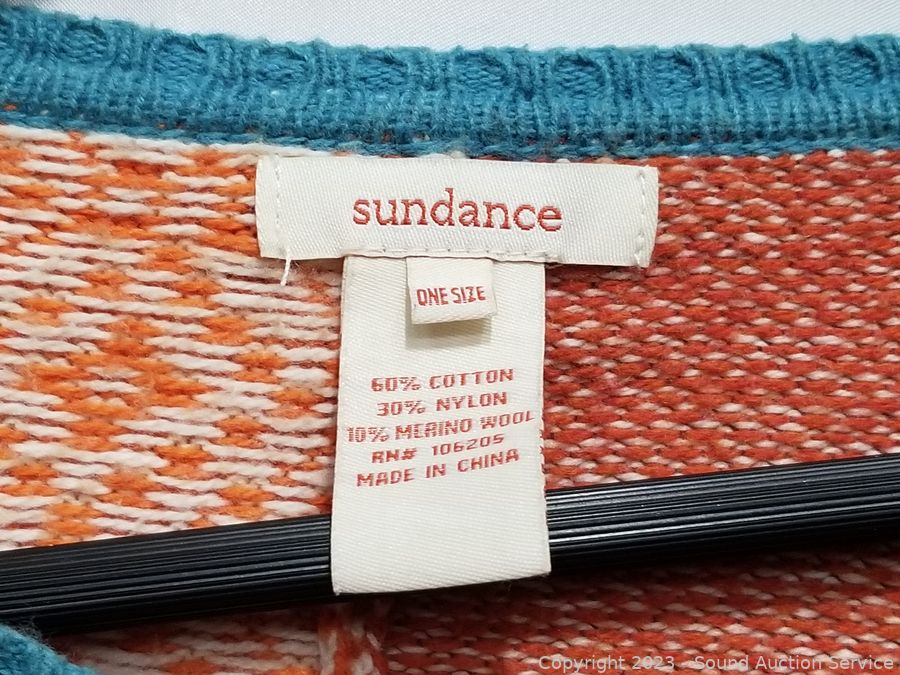 sundance
ONE SIZE
60% COTTON
30% NYLON
10% MERINO WOOL
RN# 106205
MADE IN CHINA
Copyright 2023 - Sound Auction Service